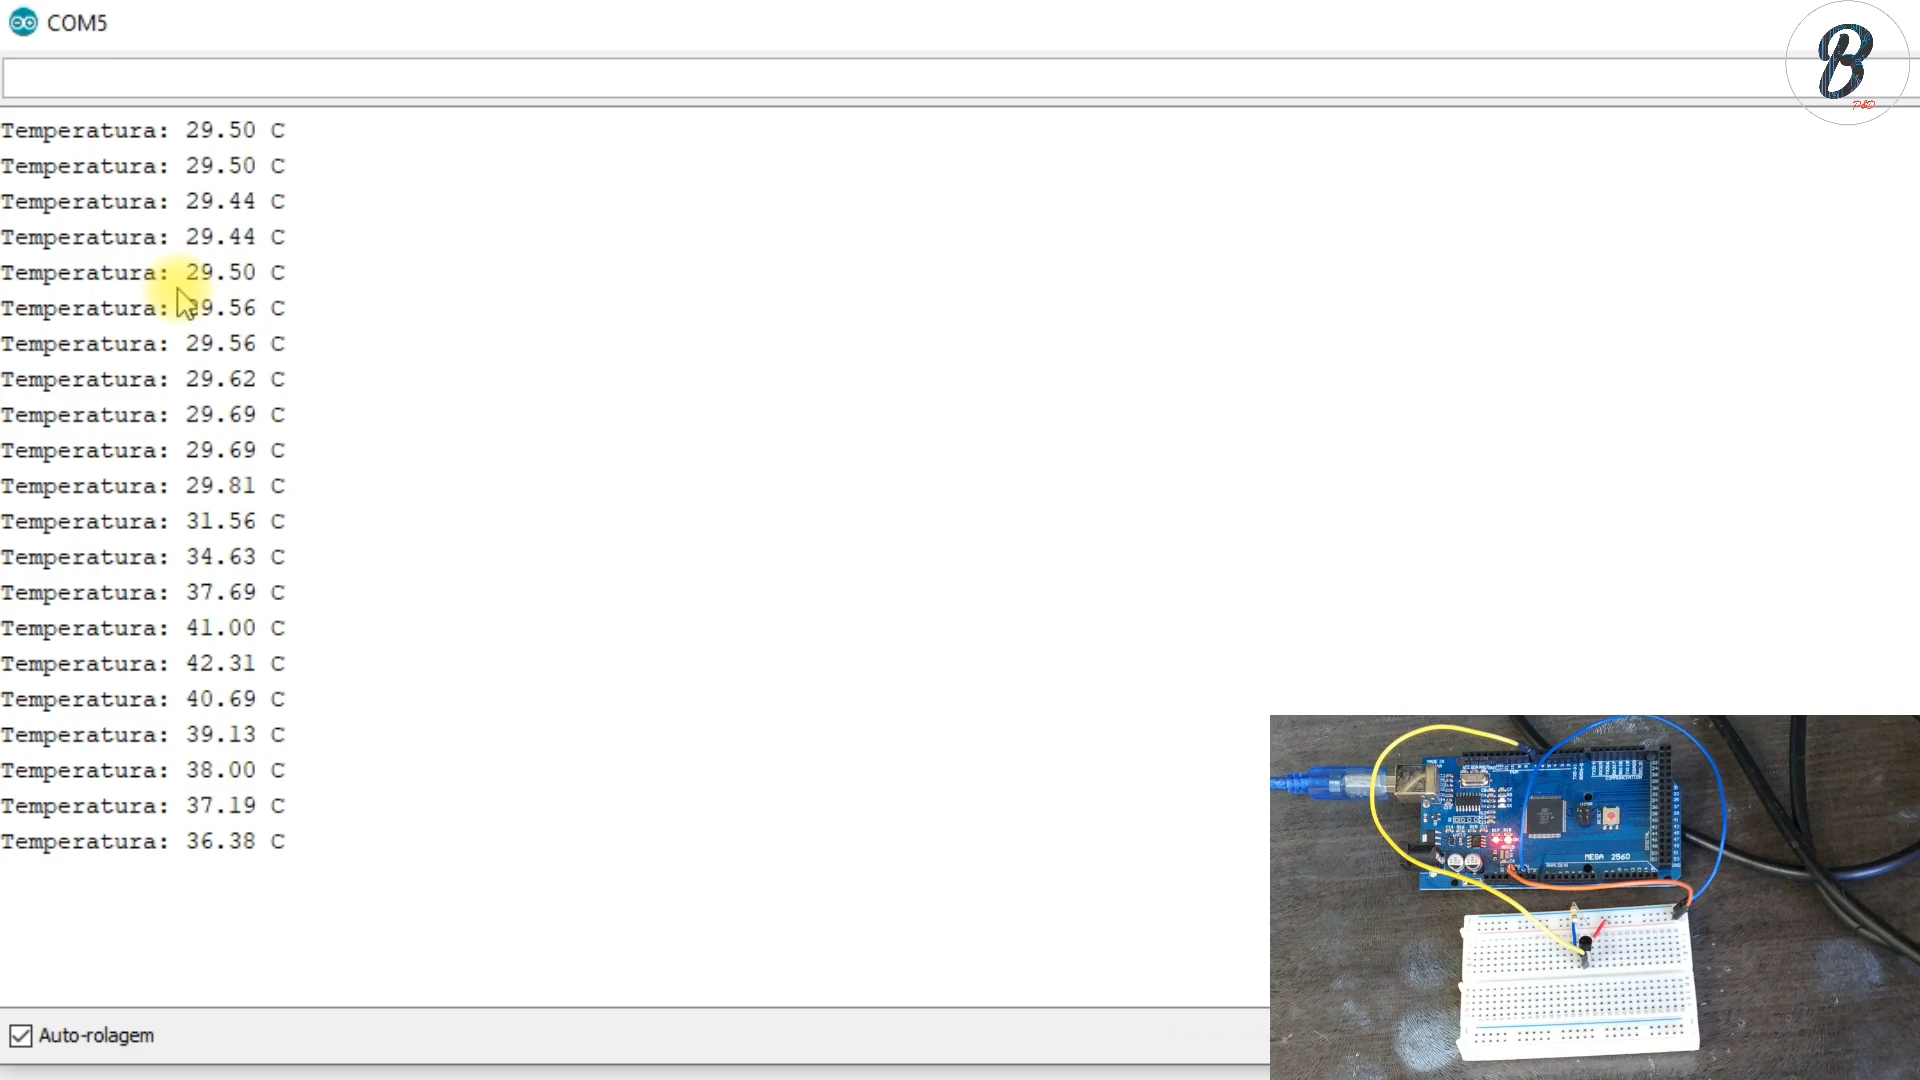 COM5
B
P&D
Temperatura: 29.50 C
Temperatura: 29.50 C
Temperatura: 29.44 C
Temperatura: 29.44 C
Temperatura: 29.50 C
Temperatura: 29.56 C
Temperatura: 29.56 C
Temperatura: 29.62 C
Temperatura: 29.69 C
Temperatura: 29.69 C
Temperatura: 29.81 C
Temperatura: 31.56 C
Temperatura: 34.63 C
Temperatura: 37.69 C
Temperatura: 41.00 C
Temperatura: 42.31 C
Temperatura: 40.69 C
Temperatura: 39.13 C
Temperatura: 38.00 C
Temperatura: 37.19 C
Temperatura: 36.38 C
MEGA 2560
Auto-rolagem